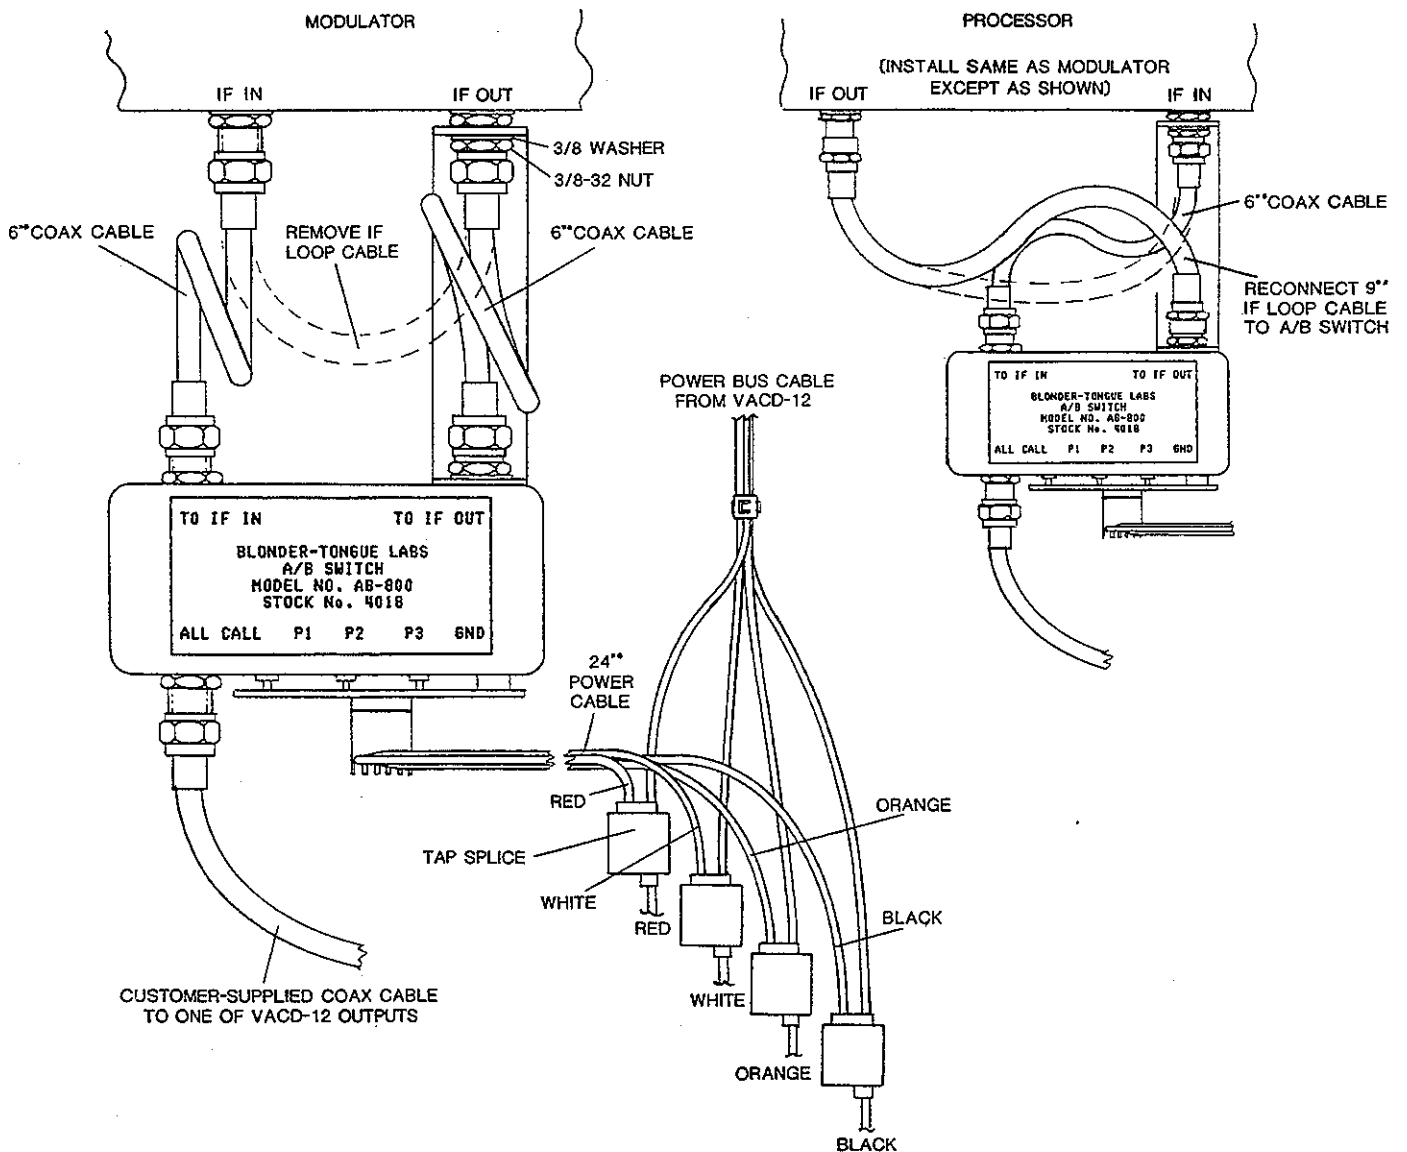 MODULATOR
IF IN
IF OUT
3/8 WASHER
3/8-32 NUT
6"*COAX CABLE
REMOVE IF
LOOP CABLE
6"*COAX CABLE
TO IF IN
TO IF OUT
BLONDER-TONGUE LABS
A/B SWITCH
MODEL NO. AB-800
STOCK No. 4018
ALL CALL P1 P2 P3 GND
CUSTOMER-SUPPLIED COAX CABLE
TO ONE OF VACD-12 OUTPUTS
PROCESSOR
(INSTALL SAME AS MODULATOR
EXCEPT AS SHOWN)
IF OUT
IF IN
6"*COAX CABLE
RECONNECT 9"*
IF LOOP CABLE
TO A/B SWITCH
TO IF IN
TO IF OUT
BLONDER-TONGUE LABS
A/B SWITCH
MODEL NO. AB-800
STOCK No. 4018
ALL CALL P1 P2 P3 GND
POWER BUS CABLE
FROM VACD-12
24"*
POWER
CABLE
RED
TAP SPLICE
WHITE
ORANGE
BLACK
RED
WHITE
ORANGE
BLACK